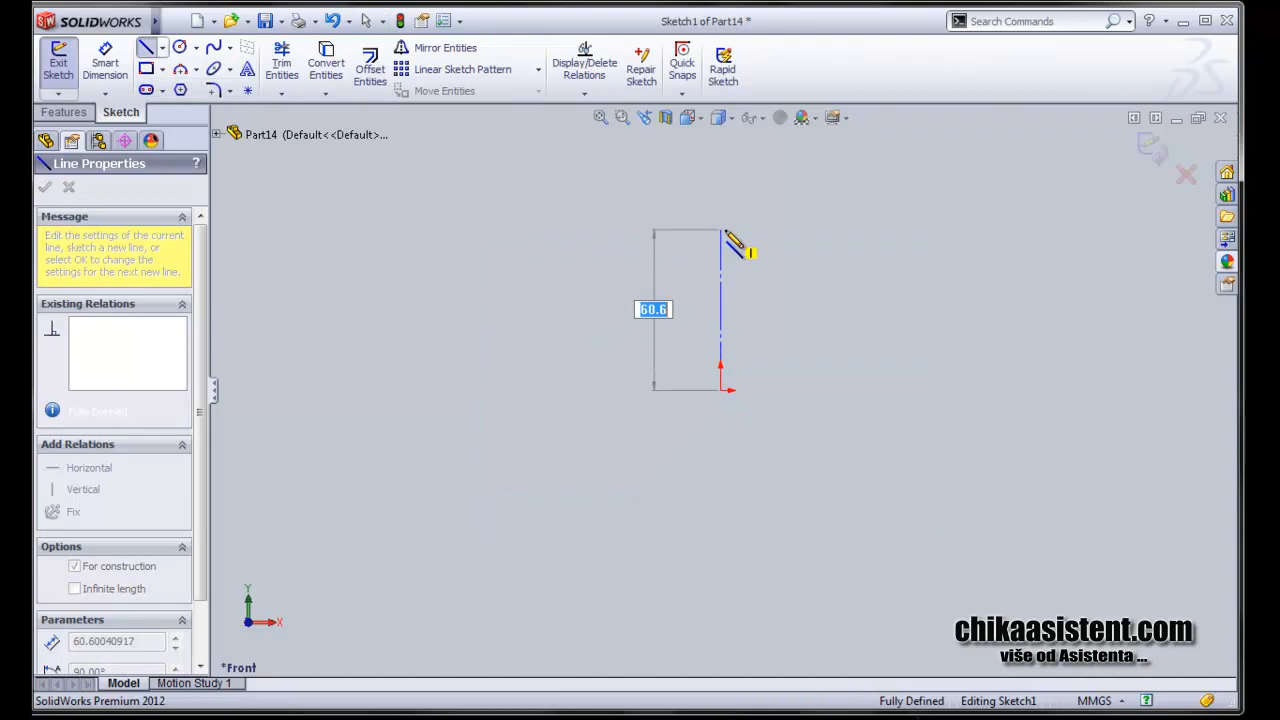 SOLIDWORKS
Sketch1 of Part14 *
Search Commands
Exit Sketch
Smart Dimension
Trim Entities
Convert Entities
Offset Entities
Mirror Entities
Linear Sketch Pattern
Move Entities
Display/Delete Relations
Repair Sketch
Quick Snaps
Rapid Sketch
Features
Sketch
Part14 (Default<<Default>...
Line Properties
?
Message
Edit the settings of the current
line, sketch a new line, or
select OK to change the
settings for the next new line.
Existing Relations
Add Relations
Horizontal
Vertical
Fix
Options
For construction
Infinite length
Parameters
60.60040917
90.00°
60.6
Y
X
*Front
chikaasistent.com
više od Asistenta ...
Model
Motion Study 1
SolidWorks Premium 2012
Fully Defined
Editing Sketch1
MMGS